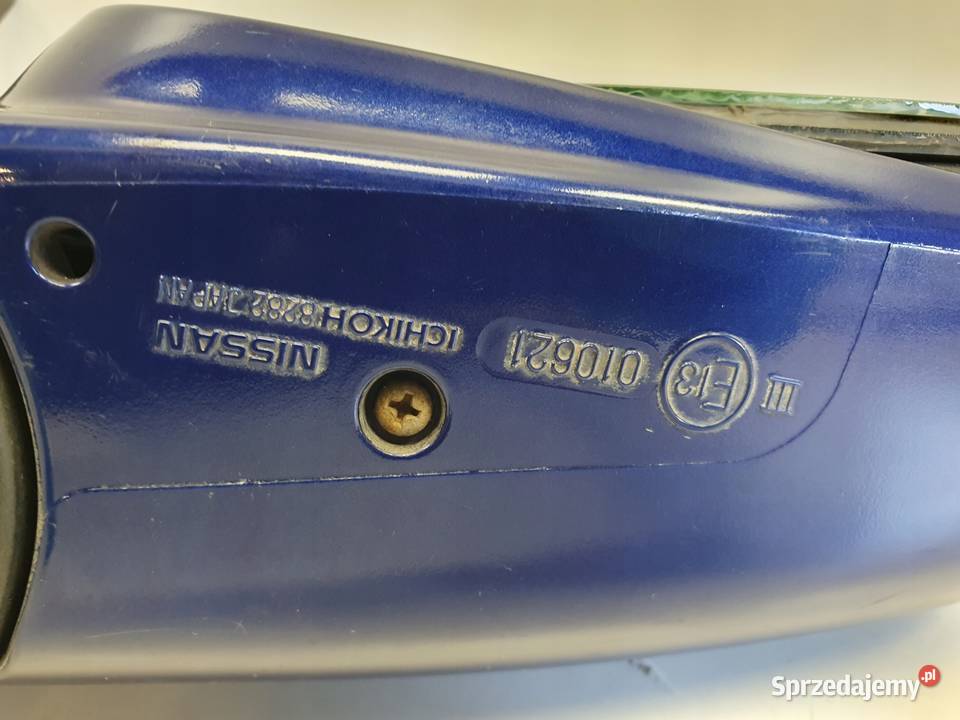 III E13 010621
NISSAN
ICHIKOH 8282 JAPAN
Sprzedajemy.pl